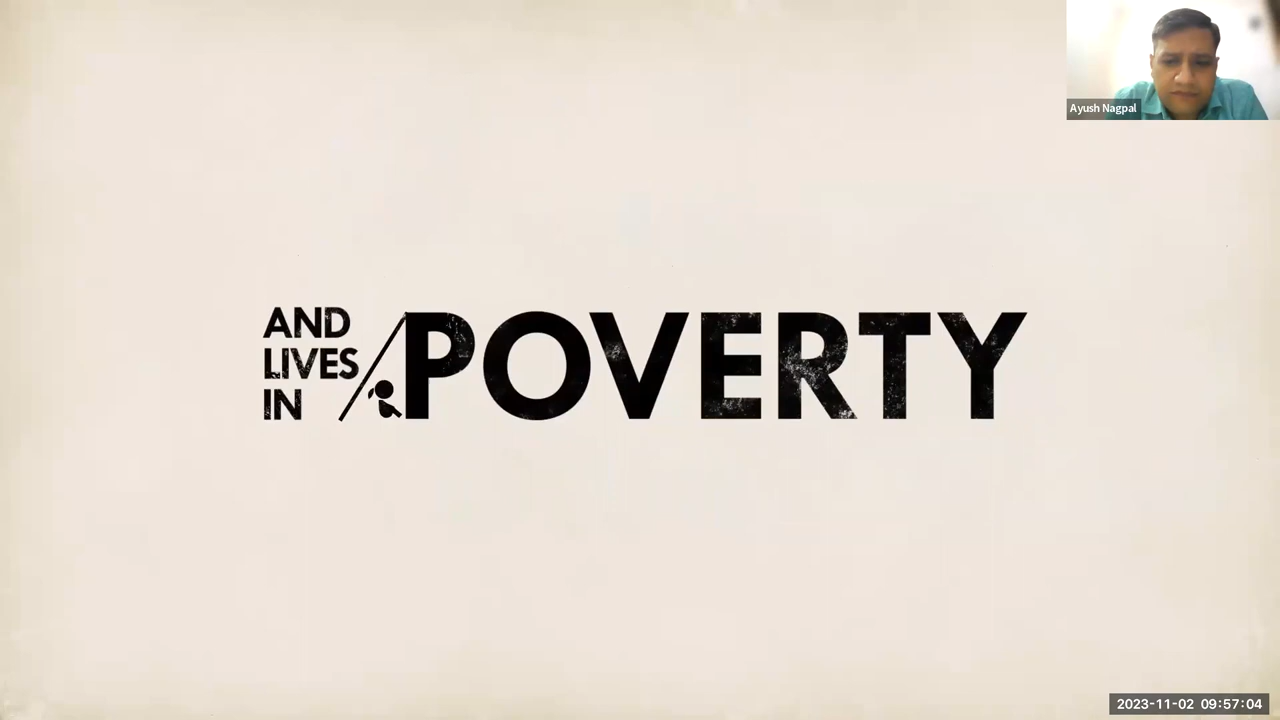 AND
LIVES
IN
POVERTY
Ayush Nagpal
2023-11-02 09:57:04